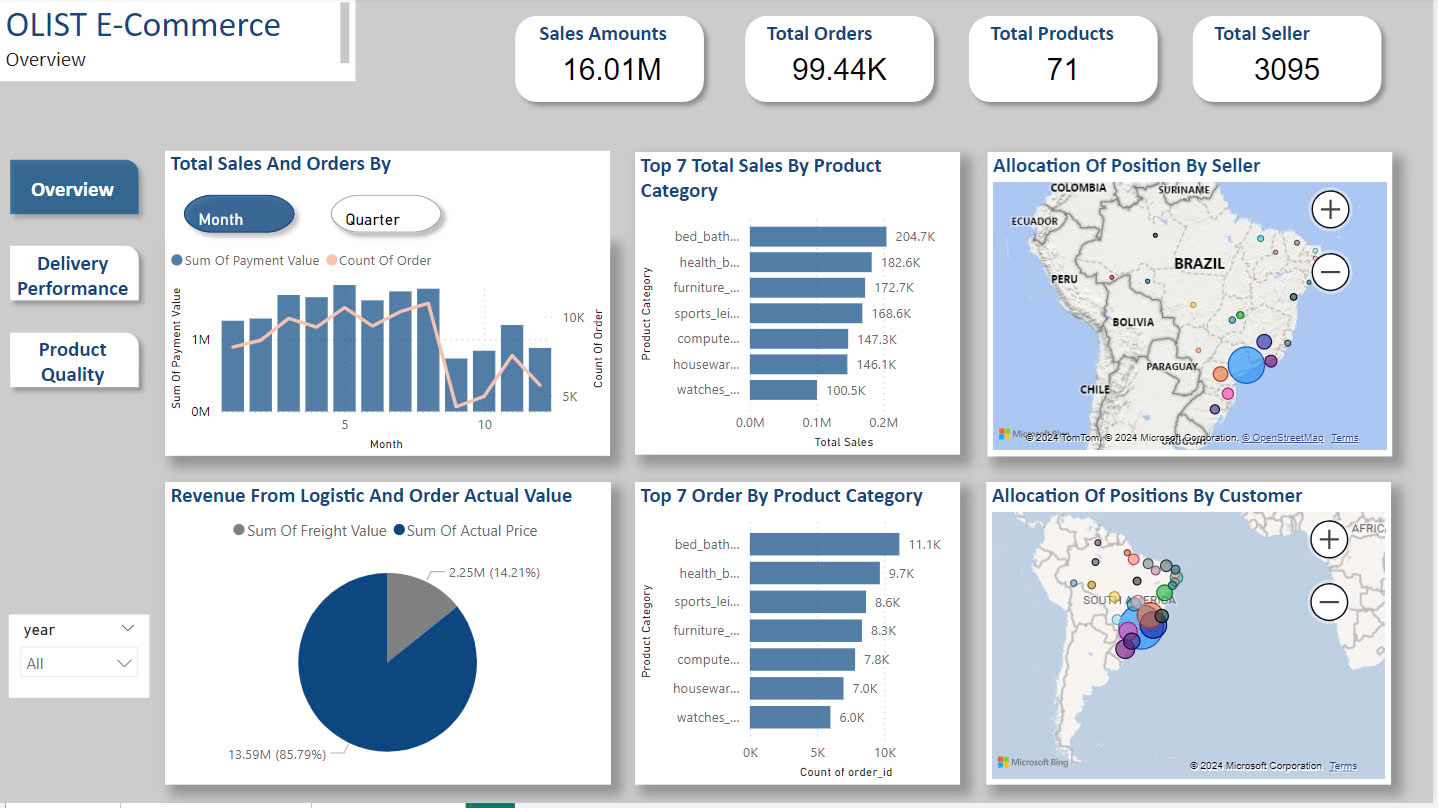 OLIST E-Commerce
Overview
Sales Amounts
16.01M
Total Orders
99.44K
Total Products
71
Total Seller
3095
Overview
Delivery
Performance
Product
Quality
year
All
Total Sales And Orders By
Month
Quarter
Sum Of Payment Value
Count Of Order
Sum Of Payment Value
1M
0M
10K
5K
Count Of Order
5
10
Month
Top 7 Total Sales By Product
Category
Product Category
bed_bath...
204.7K
health_b...
182.6K
furniture_...
172.7K
sports_lei...
168.6K
compute...
147.3K
housewar...
146.1K
watches_...
100.5K
0.0M
0.1M
0.2M
Total Sales
Allocation Of Position By Seller
COLOMBIA
SURINAME
ECUADOR
BRAZIL
PERU
BOLIVIA
PARAGUAY
CHILE
URUGUAY
Microsoft Bing
© 2024 TomTom, © 2024 Microsoft Corporation, © OpenStreetMap Terms
Revenue From Logistic And Order Actual Value
Sum Of Freight Value
Sum Of Actual Price
2.25M (14.21%)
13.59M (85.79%)
Top 7 Order By Product Category
Product Category
bed_bath...
11.1K
health_b...
9.7K
sports_lei...
8.6K
furniture_...
8.3K
compute...
7.8K
housewar...
7.0K
watches_...
6.0K
0K
5K
10K
Count of order_id
Allocation Of Positions By Customer
AFRIC
SOUTH AMERICA
Microsoft Bing
© 2024 Microsoft Corporation Terms